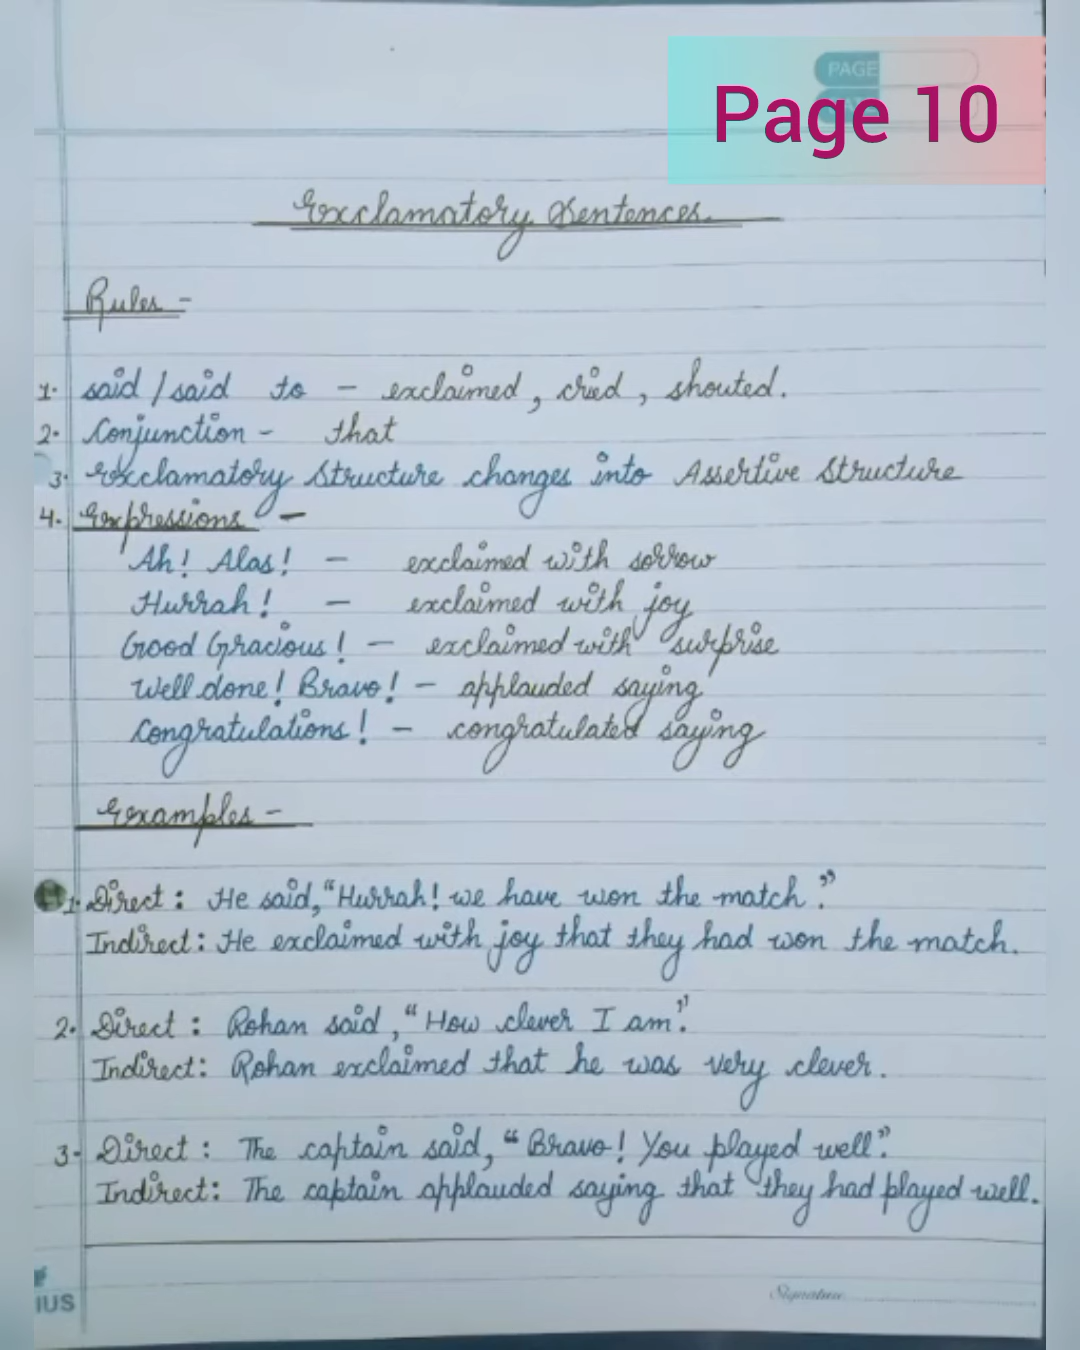 PAGE
Page 10
Exclamatory Sentences.
Rules -
1. said / said to - exclaimed, cried, shouted.
2. Conjunction - that
3. Exclamatory Structure changes into Assertive Structure
4. Expressions -
Ah! Alas! - exclaimed with sorrow
Hurrah! - exclaimed with joy
Good Gracious! - exclaimed with surprise
Well done! Bravo! - applauded saying
Congratulations! - congratulated saying
Examples -
1. Direct : He said, "Hurrah! we have won the match."
Indirect : He exclaimed with joy that they had won the match.
2. Direct : Rohan said, "How clever I am".
Indirect : Rohan exclaimed that he was very clever.
3. Direct : The captain said, "Bravo! You played well".
Indirect : The captain applauded saying that they had played well.
IUS
Signature